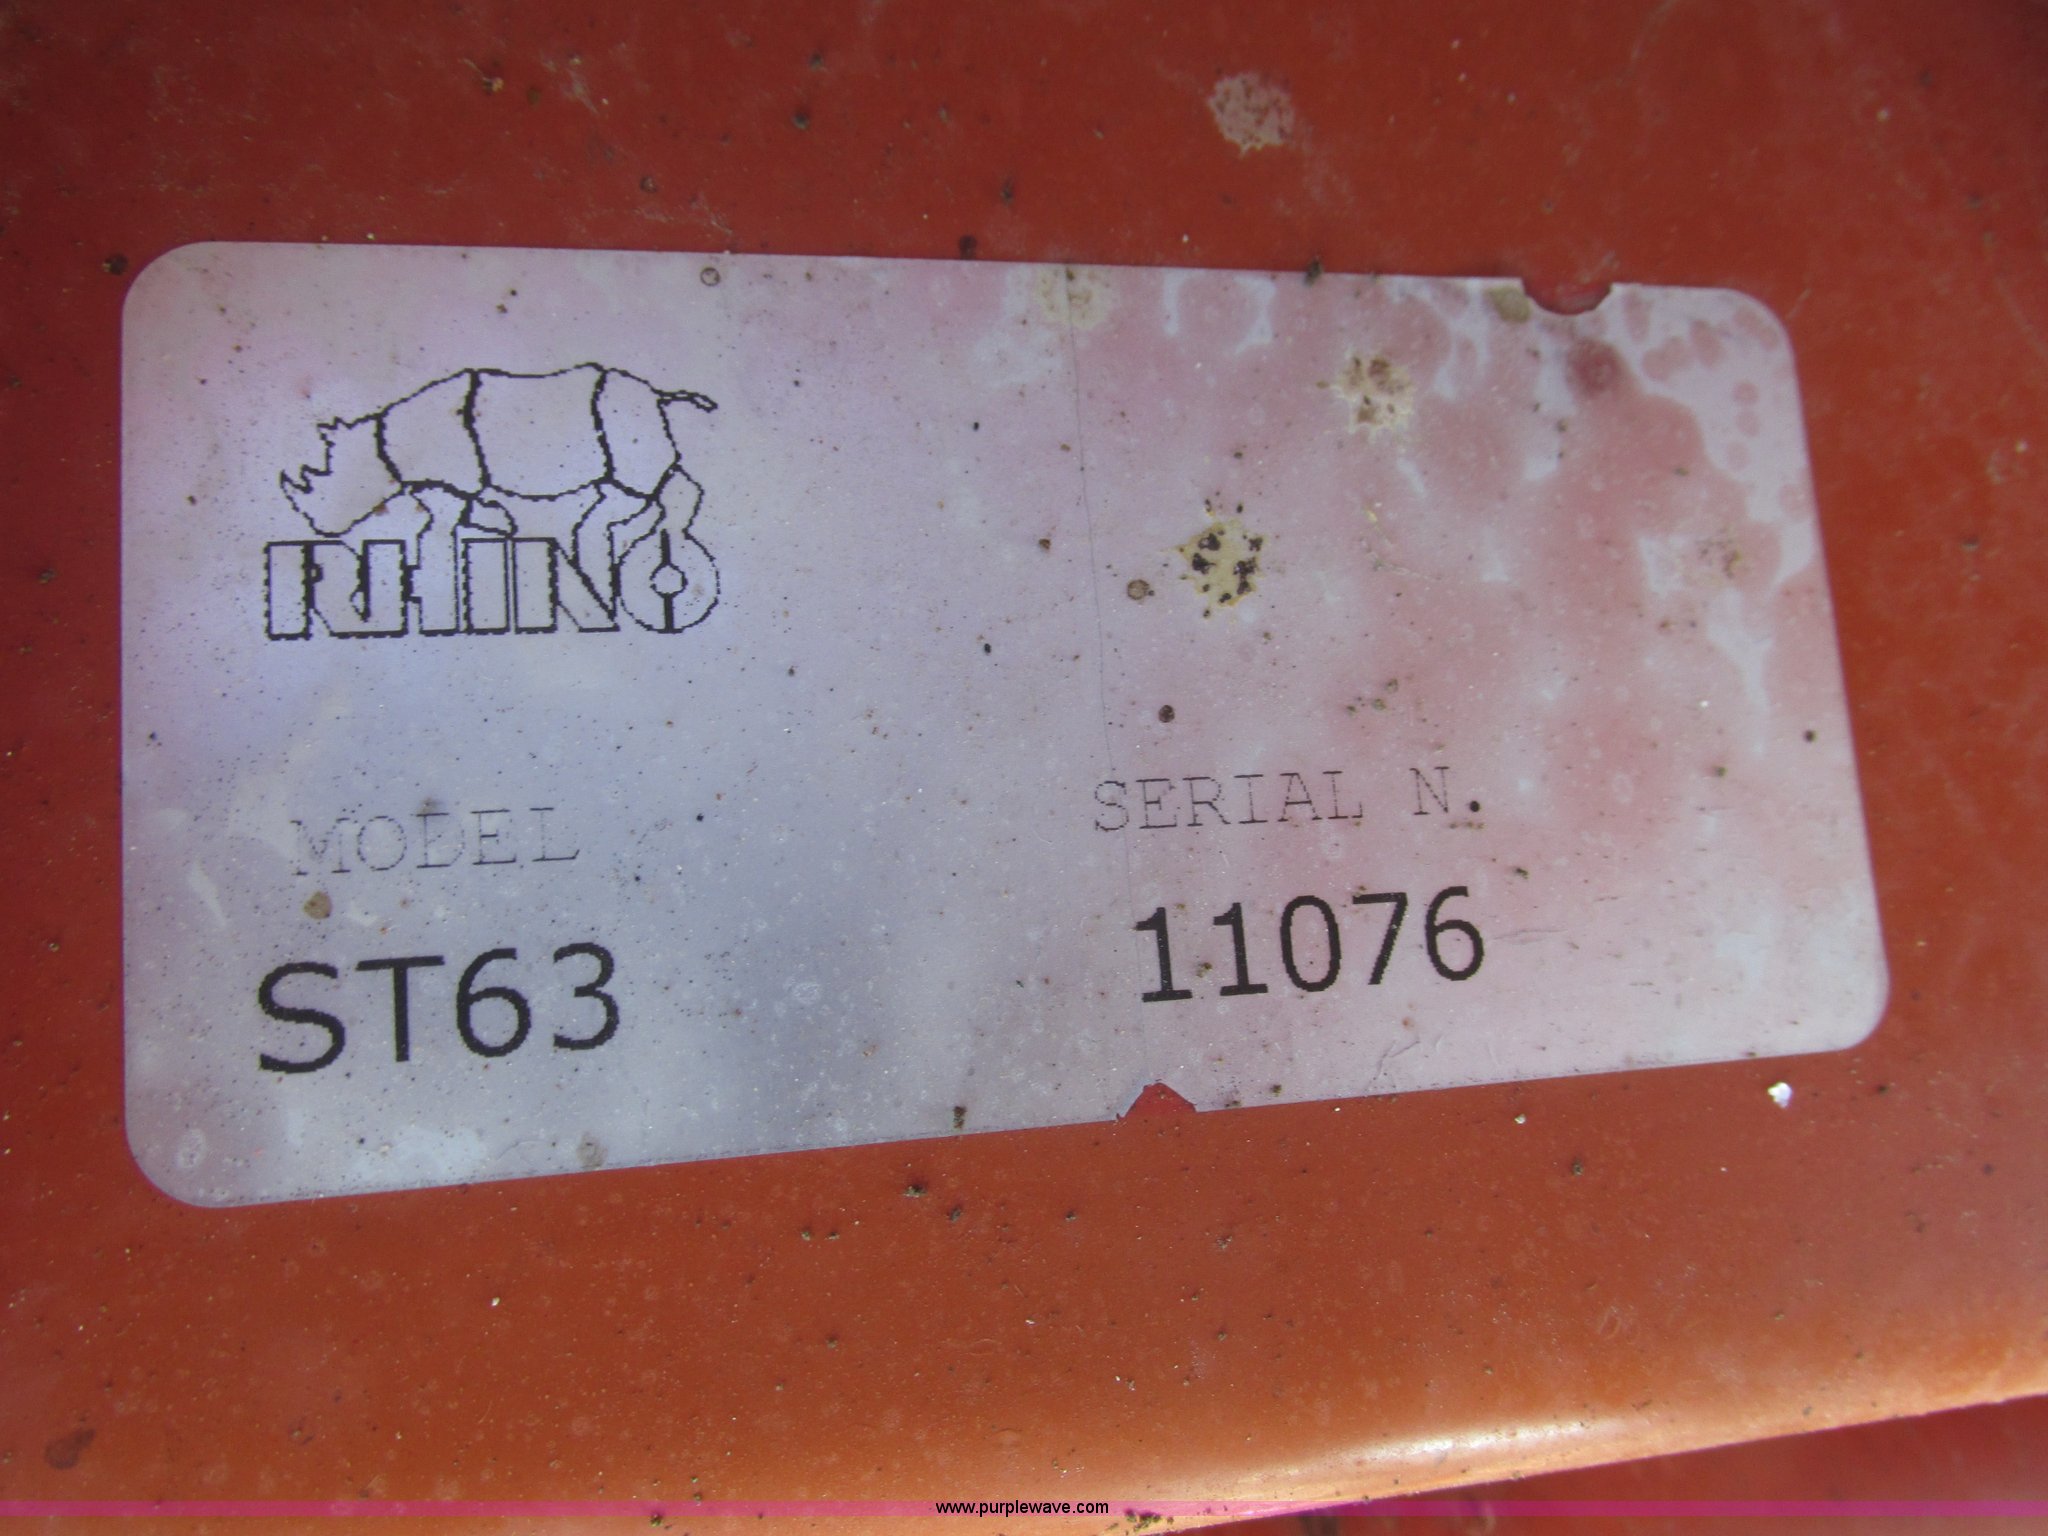 RHINO
MODEL
ST63
SERIAL N.
11076
www.purplewave.com